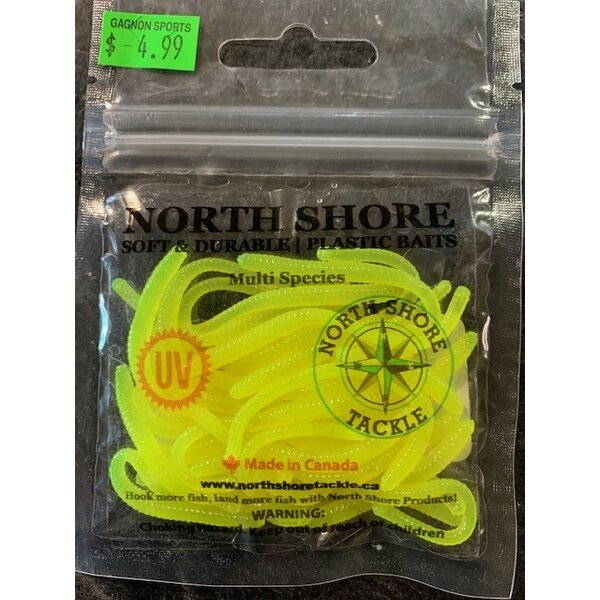 GAGNON SPORTS
$ - 4.99
NORTH SHORE
SOFT & DURABLE | PLASTIC BAITS
Multi Species
NORTH SHORE
TACKLE
UV
Made in Canada
www.northshoretackle.ca
Hook more fish, land more fish with North Shore Products!
WARNING:
Choking hazard. Keep out of reach of children